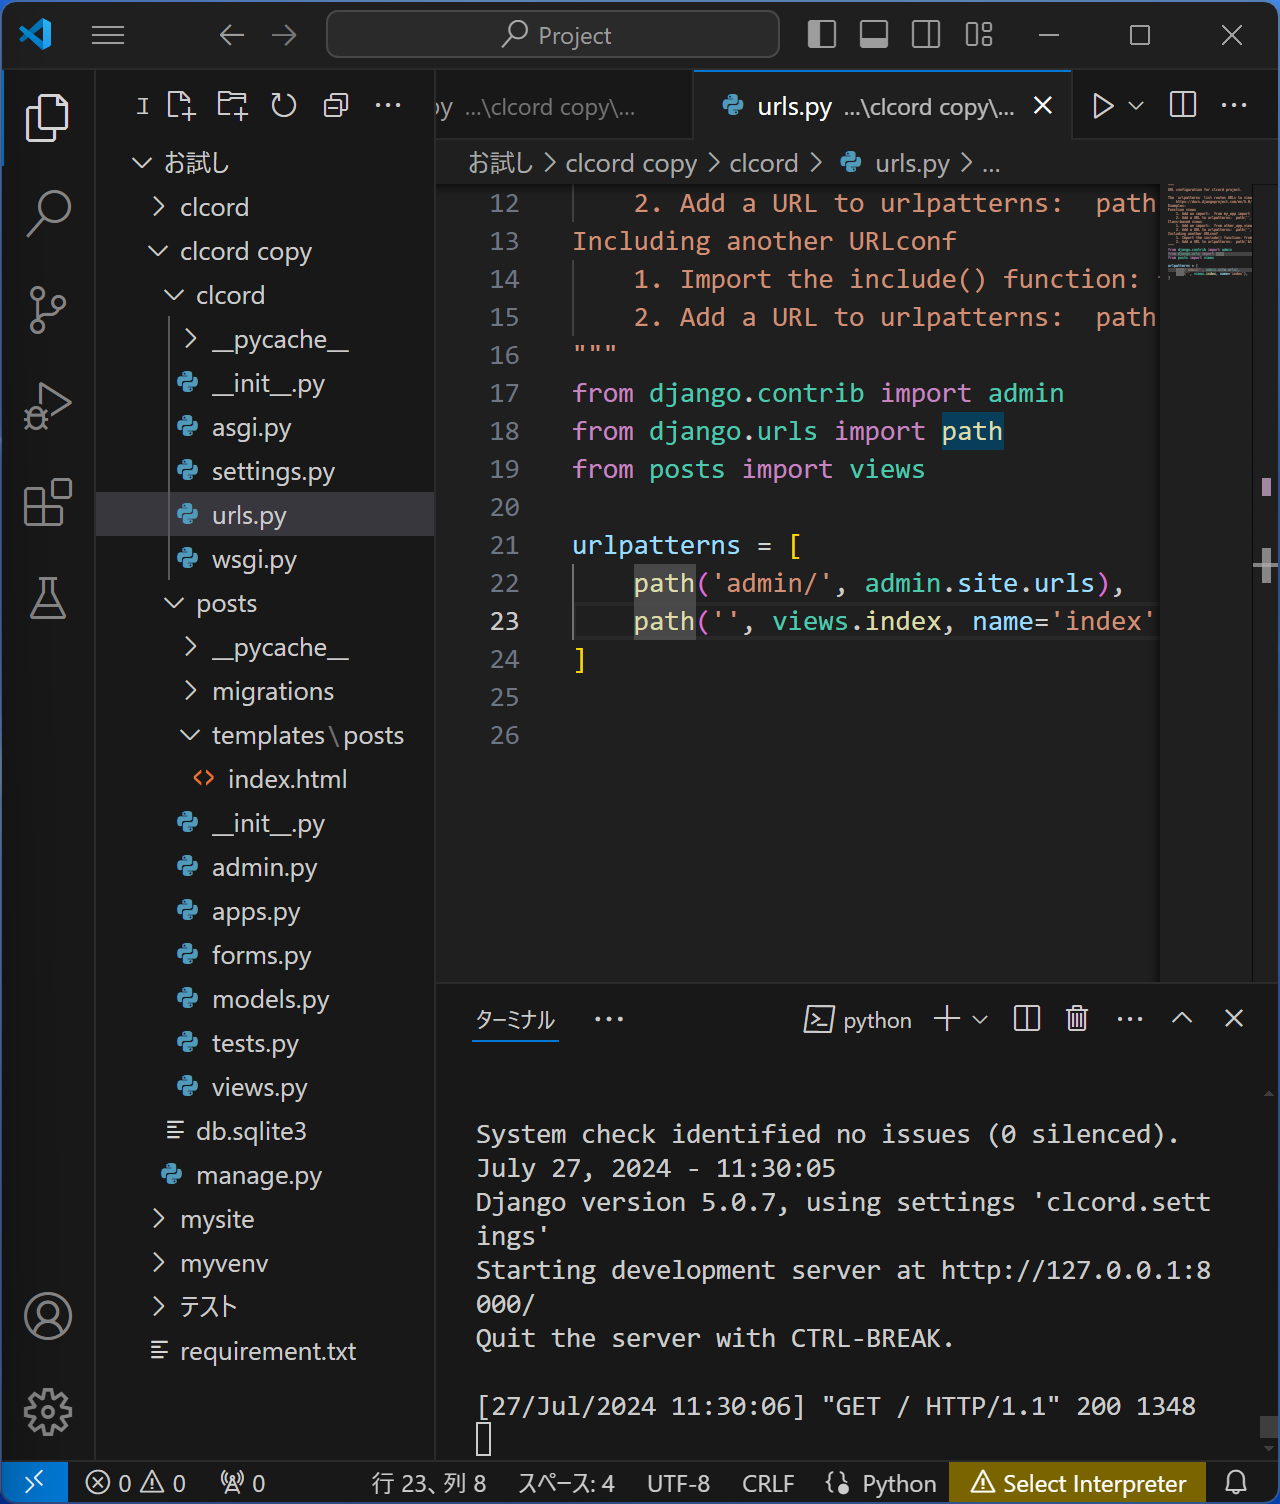 Project
py ...\clcord copy\...
urls.py ...\clcord copy\...
お試し
clcord
clcord copy
clcord
__pycache__
__init__.py
asgi.py
settings.py
urls.py
wsgi.py
posts
__pycache__
migrations
templates\posts
index.html
__init__.py
admin.py
apps.py
forms.py
models.py
tests.py
views.py
db.sqlite3
manage.py
mysite
myvenv
テスト
requirement.txt
お試し > clcord copy > clcord > urls.py > ...
12 2. Add a URL to urlpatterns:  path
13 Including another URLconf
14 1. Import the include() function:
15 2. Add a URL to urlpatterns:  path
16 """
17 from django.contrib import admin
18 from django.urls import path
19 from posts import views
20
21 urlpatterns = [
22 path('admin/', admin.site.urls),
23 path('', views.index, name='index'
24 ]
25
26
ターミナル ... python ...
System check identified no issues (0 silenced).
July 27, 2024 - 11:30:05
Django version 5.0.7, using settings 'clcord.sett
ings'
Starting development server at http://127.0.0.1:8
000/
Quit the server with CTRL-BREAK.
[27/Jul/2024 11:30:06] "GET / HTTP/1.1" 200 1348
0 0 0 行 23、列 8 スペース: 4 UTF-8 CRLF Python Select Interpreter